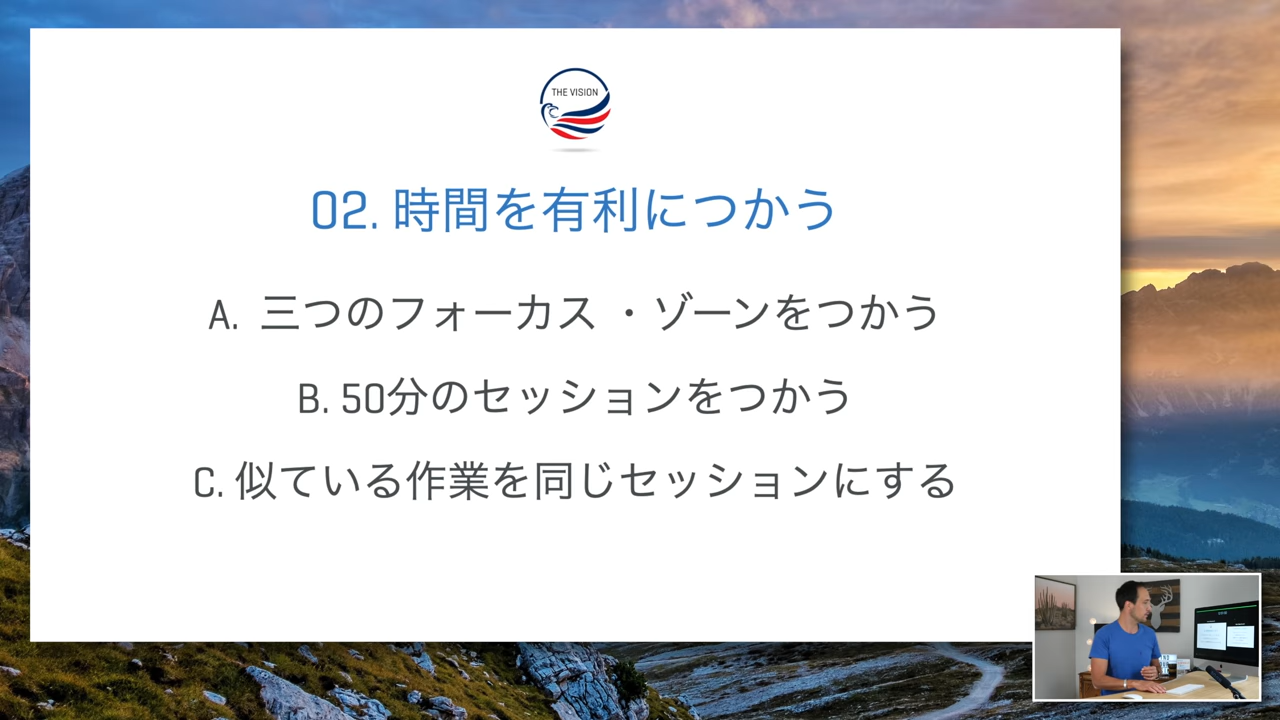 THE VISION
02. 時間を有利につかう
A. 三つのフォーカス ・ゾーンをつかう
B. 50分のセッションをつかう
C. 似ている作業を同じセッションにする